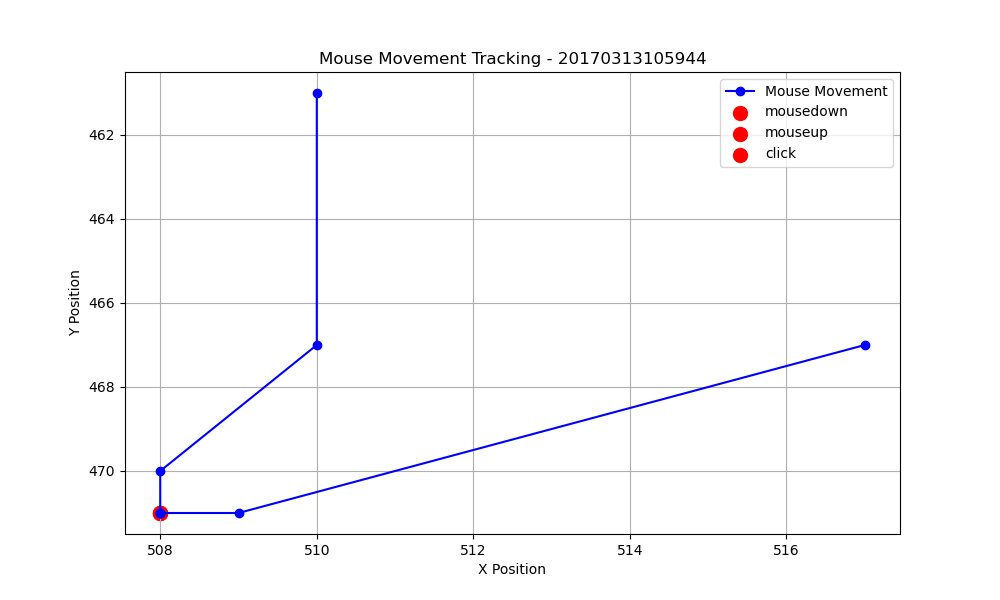 Mouse Movement Tracking - 20170313105944
Mouse Movement
mousedown
mouseup
click
462
464
466
468
470
Y Position
508 510 512 514 516
X Position